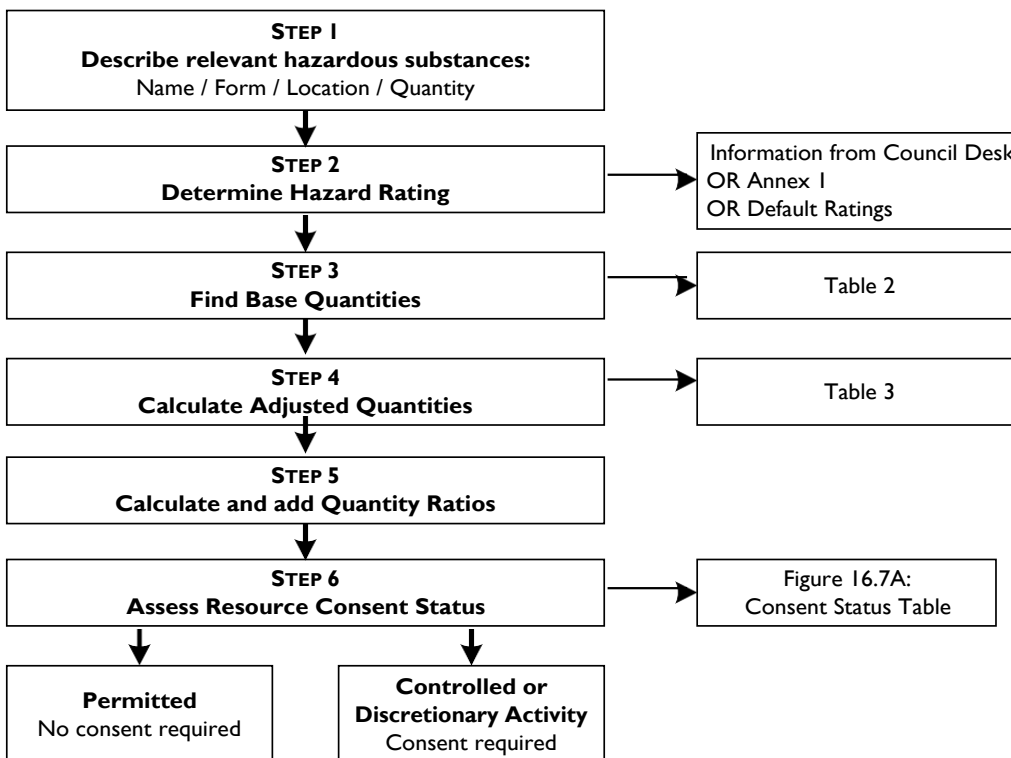 STEP 1
Describe relevant hazardous substances:
Name / Form / Location / Quantity
STEP 2
Determine Hazard Rating
Information from Council Desk
OR Annex 1
OR Default Ratings
STEP 3
Find Base Quantities
Table 2
STEP 4
Calculate Adjusted Quantities
Table 3
STEP 5
Calculate and add Quantity Ratios
STEP 6
Assess Resource Consent Status
Figure 16.7A:
Consent Status Table
Permitted
No consent required
Controlled or
Discretionary Activity
Consent required